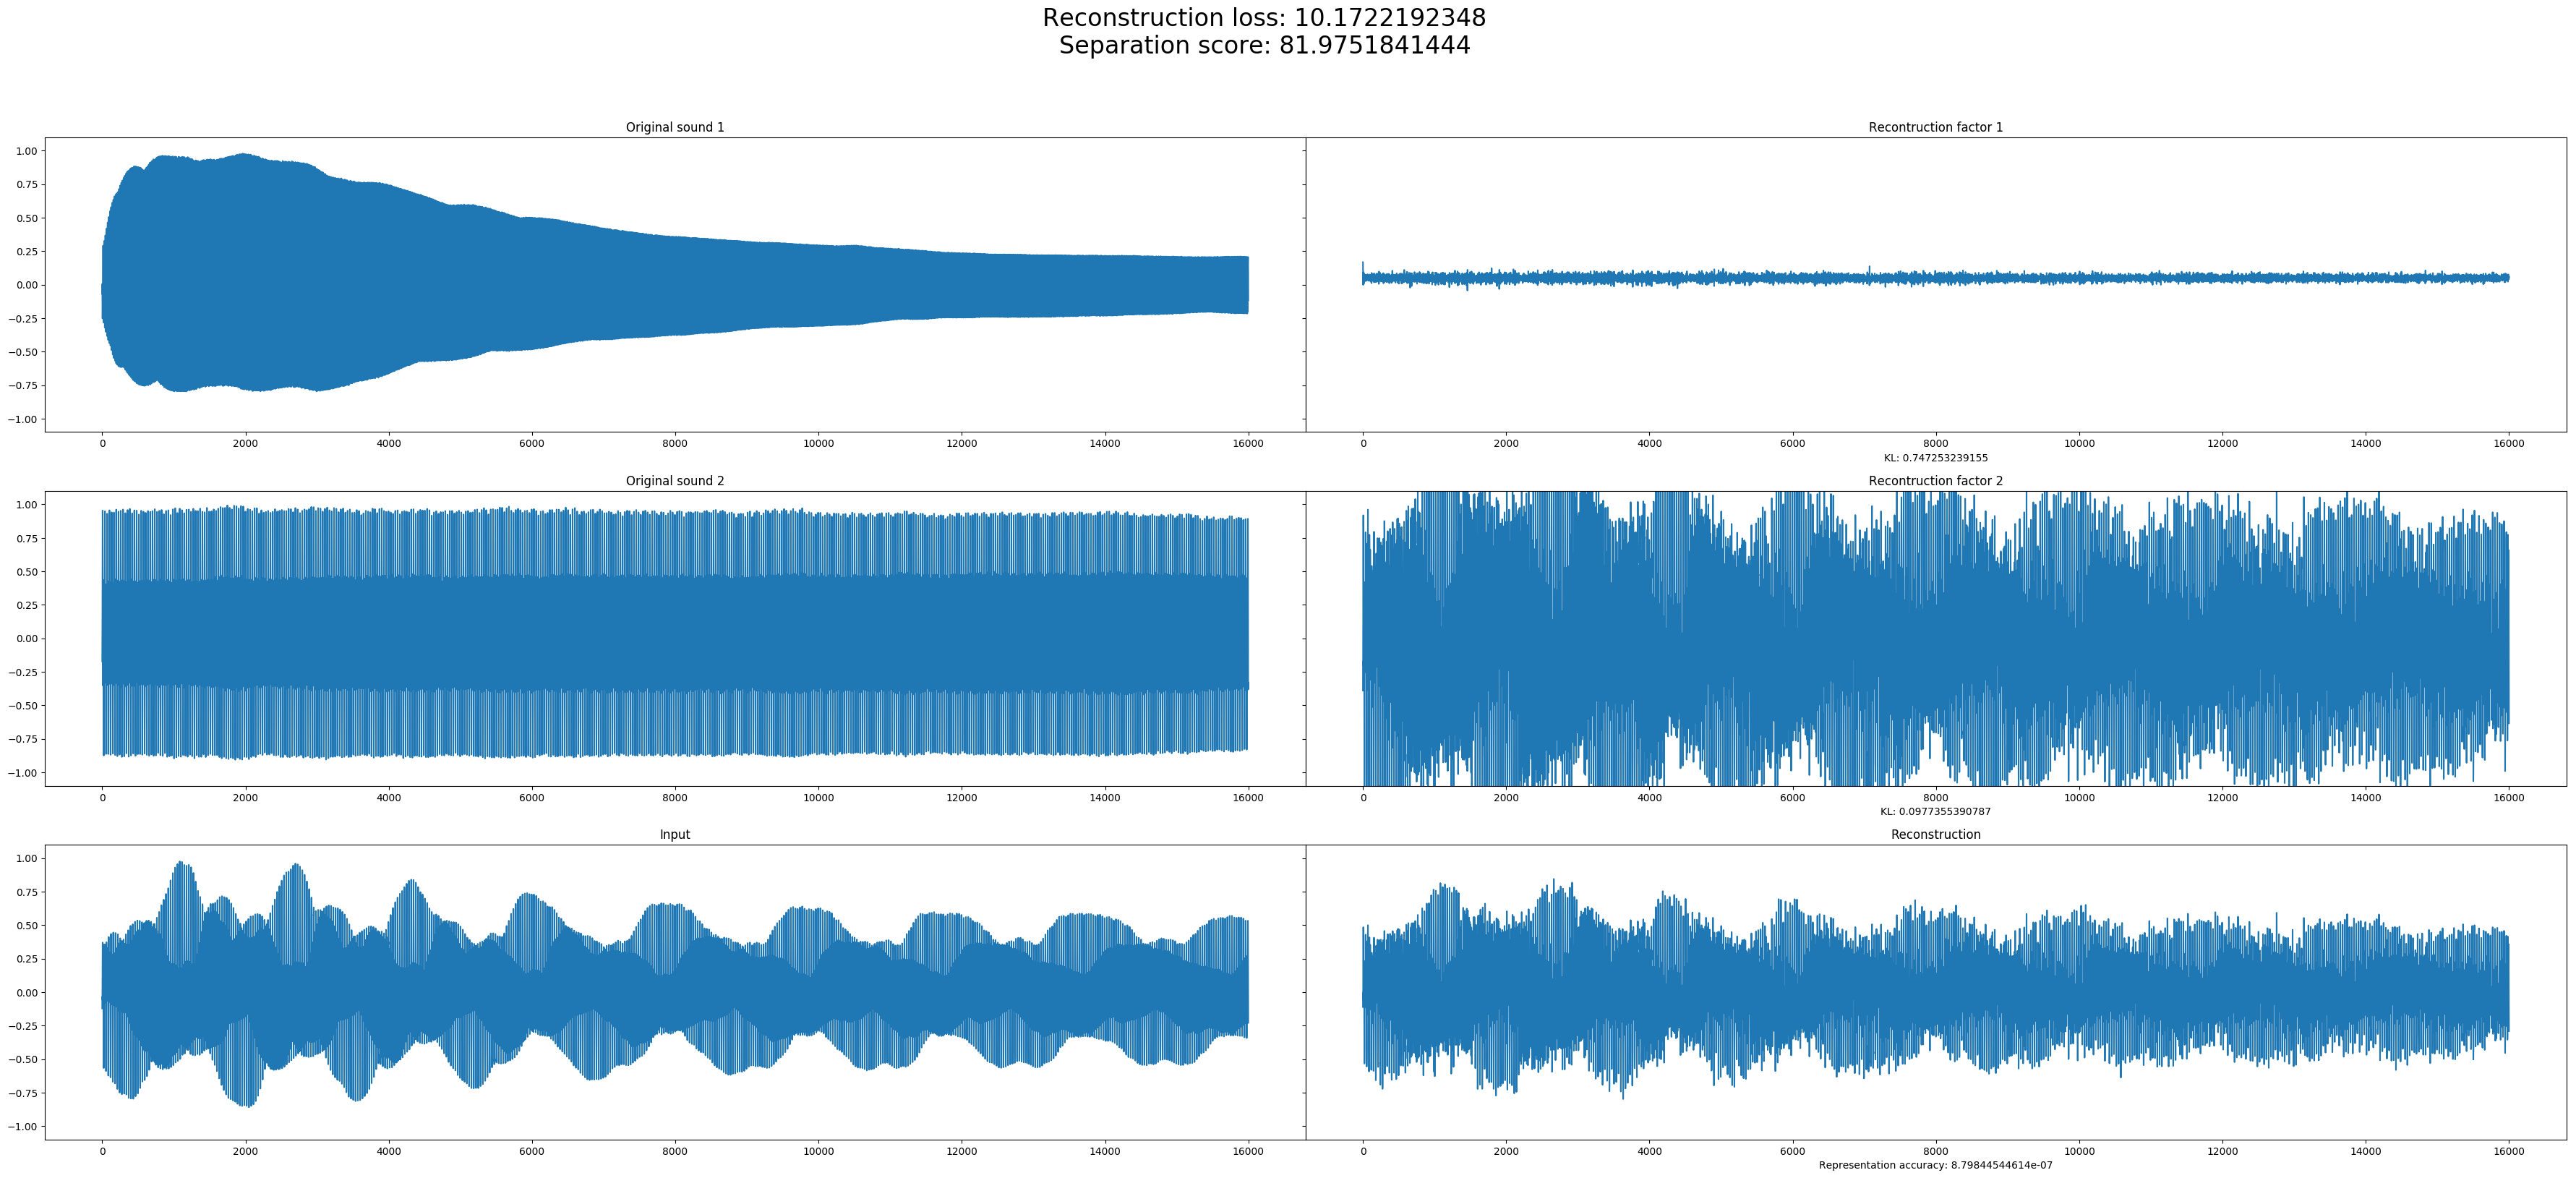 Reconstruction loss: 10.1722192348
Separation score: 81.9751841444
Original sound 1
Recontruction factor 1
1.00
0.75
0.50
0.25
0.00
−0.25
−0.50
−0.75
−1.00
0 2000 4000 6000 8000 10000 12000 14000 16000
0 2000 4000 6000 8000 10000 12000 14000 16000
KL: 0.747253239155
Original sound 2
Reconstruction factor 2
1.00
0.75
0.50
0.25
0.00
−0.25
−0.50
−0.75
−1.00
0 2000 4000 6000 8000 10000 12000 14000 16000
0 2000 4000 6000 8000 10000 12000 14000 16000
KL: 0.0977355390787
Input
Reconstruction
1.00
0.75
0.50
0.25
0.00
−0.25
−0.50
−0.75
−1.00
0 2000 4000 6000 8000 10000 12000 14000 16000
0 2000 4000 6000 8000 10000 12000 14000 16000
Representation accuracy: 8.79844544614e-07